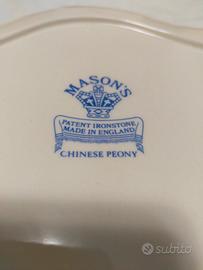 MASON'S
PATENT IRONSTONE
MADE IN ENGLAND
CHINESE PEONY
subito